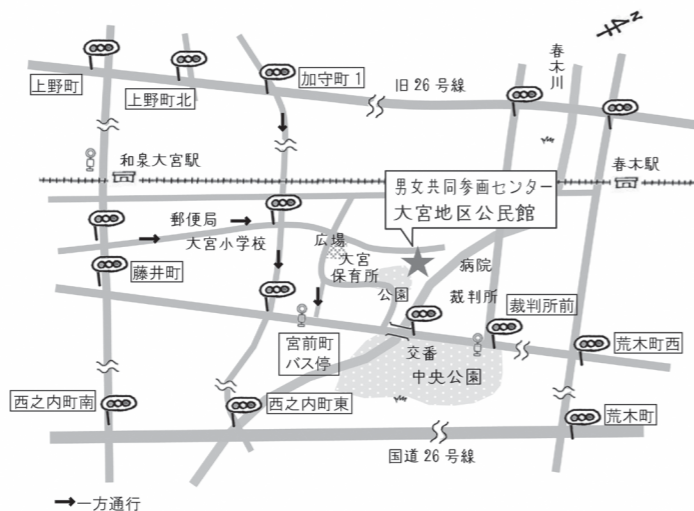 上野町
上野町北
加守町1
旧26号線
春木川
和泉大宮駅
春木駅
男女共同参画センター
大宮地区公民館
郵便局
大宮小学校
広場
大宮
保育所
公園
病院
裁判所
藤井町
宮前町
バス停
裁判所前
交番
中央公園
荒木町西
西之内町南
西之内町東
荒木町
国道26号線
→一方通行